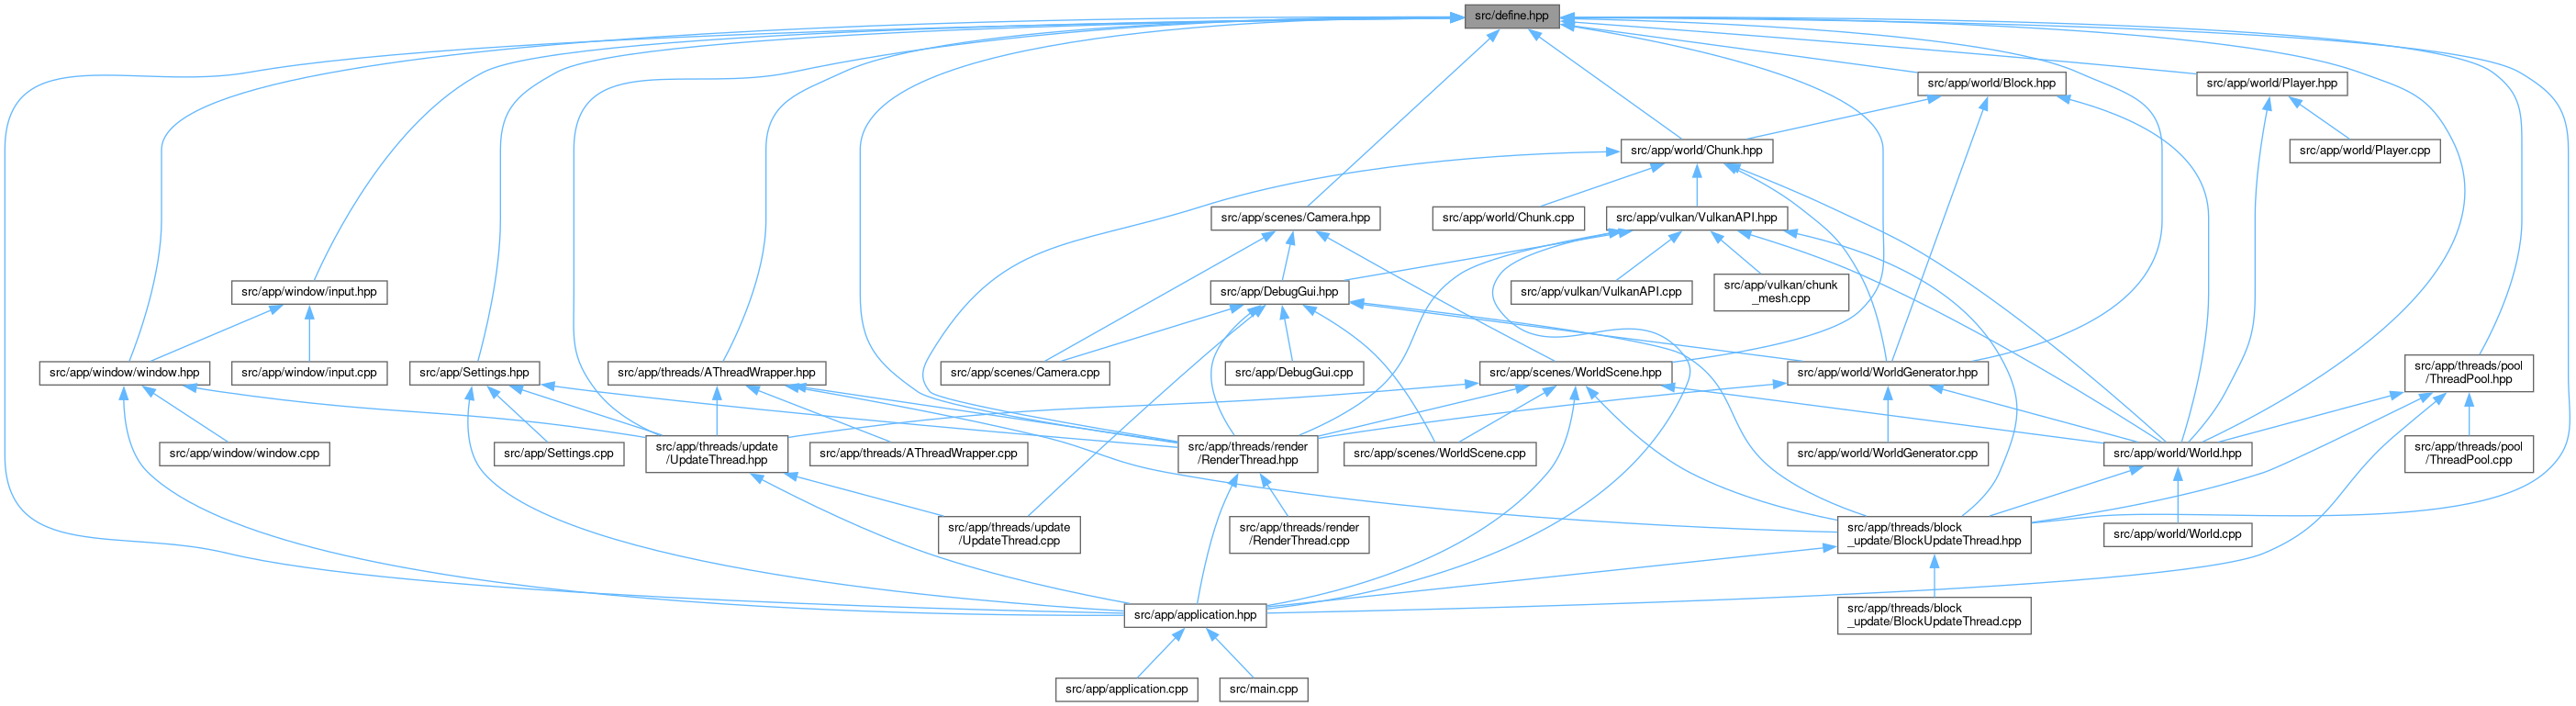 src/define.hpp
src/app/world/Block.hpp
src/app/world/Player.hpp
src/app/world/Chunk.hpp
src/app/world/Player.cpp
src/app/scenes/Camera.hpp
src/app/world/Chunk.cpp
src/app/vulkan/VulkanAPI.hpp
src/app/window/input.hpp
src/app/DebugGui.hpp
src/app/vulkan/VulkanAPI.cpp
src/app/vulkan/chunk
_mesh.cpp
src/app/window/window.hpp
src/app/window/input.cpp
src/app/Settings.hpp
src/app/threads/AThreadWrapper.hpp
src/app/scenes/Camera.cpp
src/app/DebugGui.cpp
src/app/scenes/WorldScene.hpp
src/app/world/WorldGenerator.hpp
src/app/threads/pool
/ThreadPool.hpp
src/app/window/window.cpp
src/app/Settings.cpp
src/app/threads/update
/UpdateThread.hpp
src/app/threads/AThreadWrapper.cpp
src/app/threads/render
/RenderThread.hpp
src/app/scenes/WorldScene.cpp
src/app/world/WorldGenerator.cpp
src/app/world/World.hpp
src/app/threads/pool
/ThreadPool.cpp
src/app/threads/update
/UpdateThread.cpp
src/app/threads/render
/RenderThread.cpp
src/app/threads/block
_update/BlockUpdateThread.hpp
src/app/world/World.cpp
src/app/application.hpp
src/app/threads/block
_update/BlockUpdateThread.cpp
src/app/application.cpp
src/main.cpp